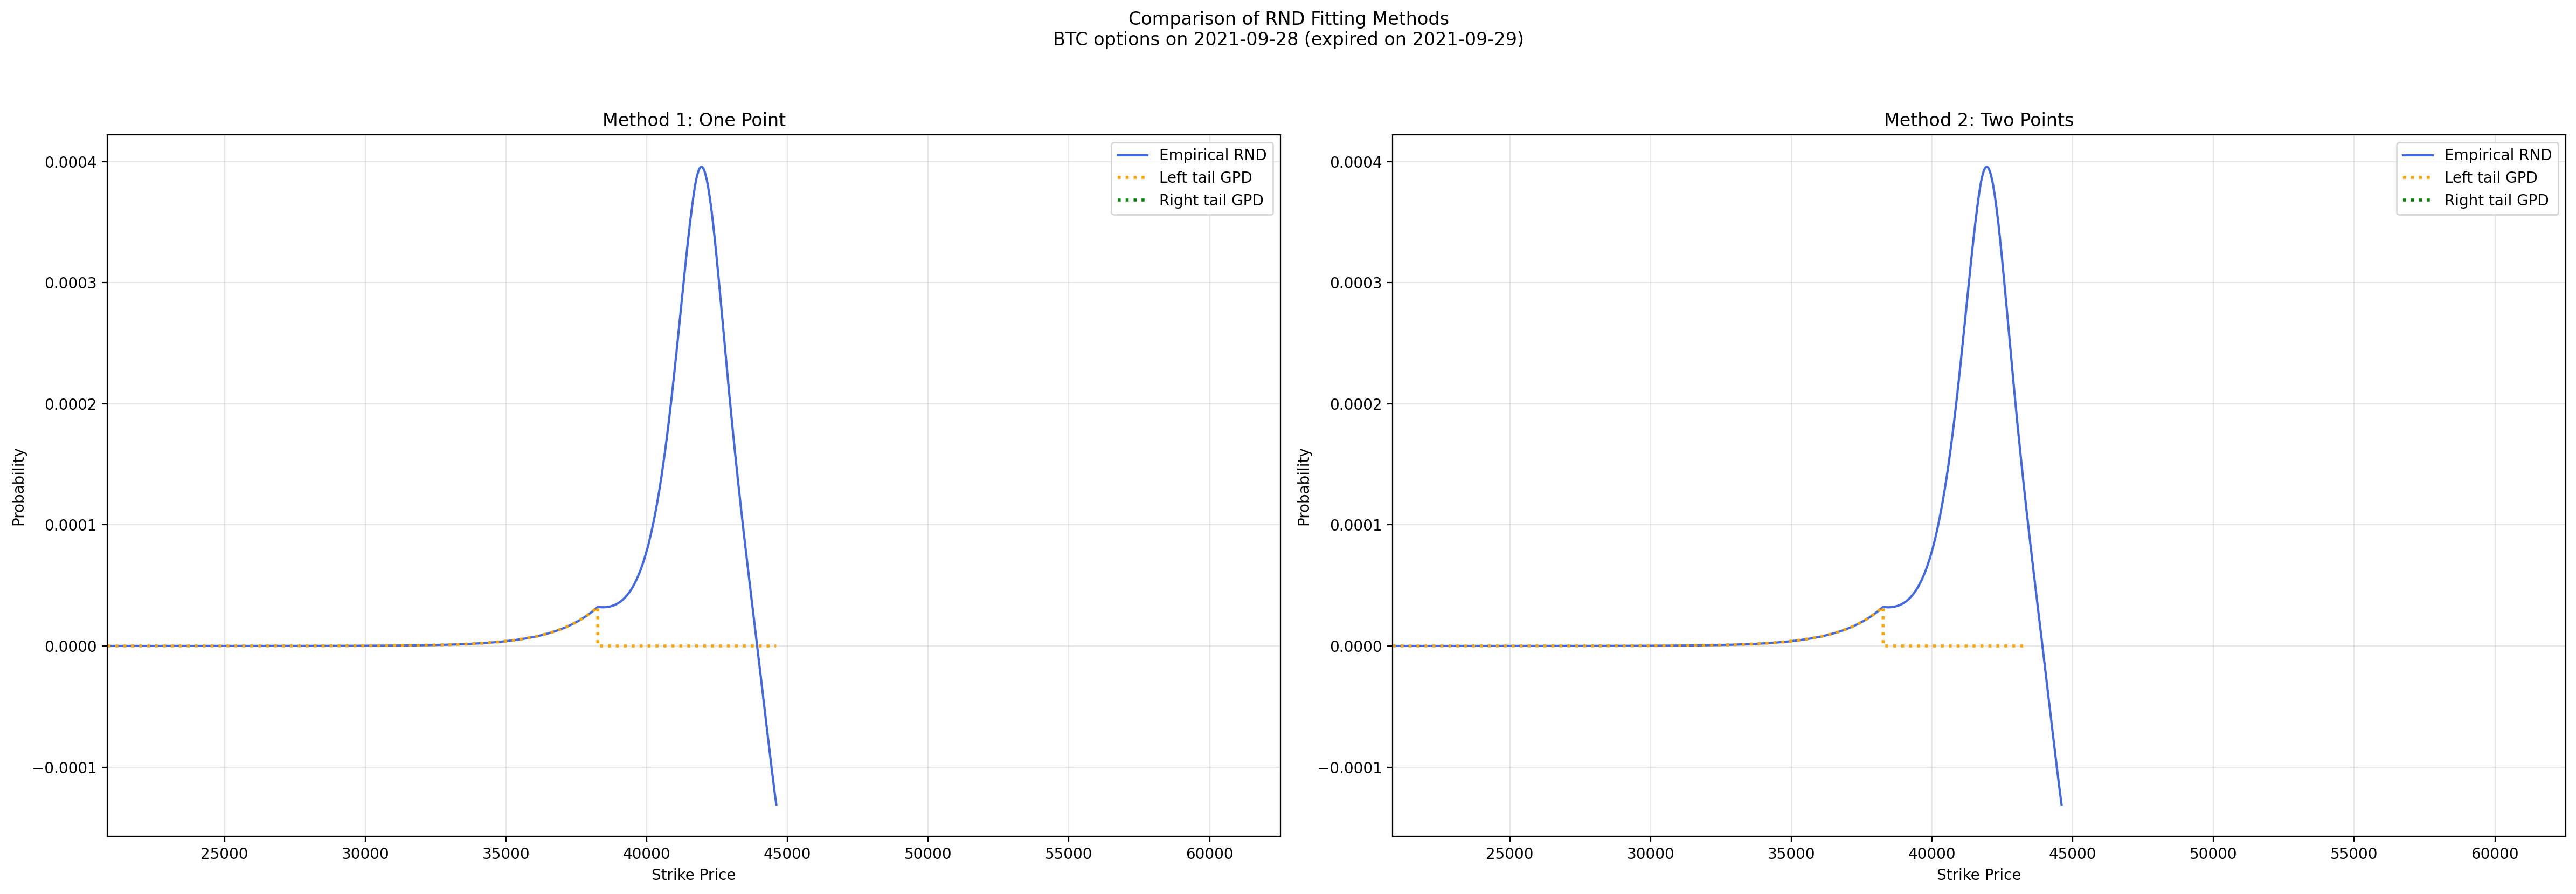 Comparison of RND Fitting Methods
BTC options on 2021-09-28 (expired on 2021-09-29)
Method 1: One Point
Empirical RND
Left tail GPD
Right tail GPD
0.0004
0.0003
0.0002
0.0001
0.0000
−0.0001
Probability
25000
30000
35000
40000
45000
50000
55000
60000
Strike Price
Method 2: Two Points
Empirical RND
Left tail GPD
Right tail GPD
0.0004
0.0003
0.0002
0.0001
0.0000
−0.0001
Probability
25000
30000
35000
40000
45000
50000
55000
60000
Strike Price